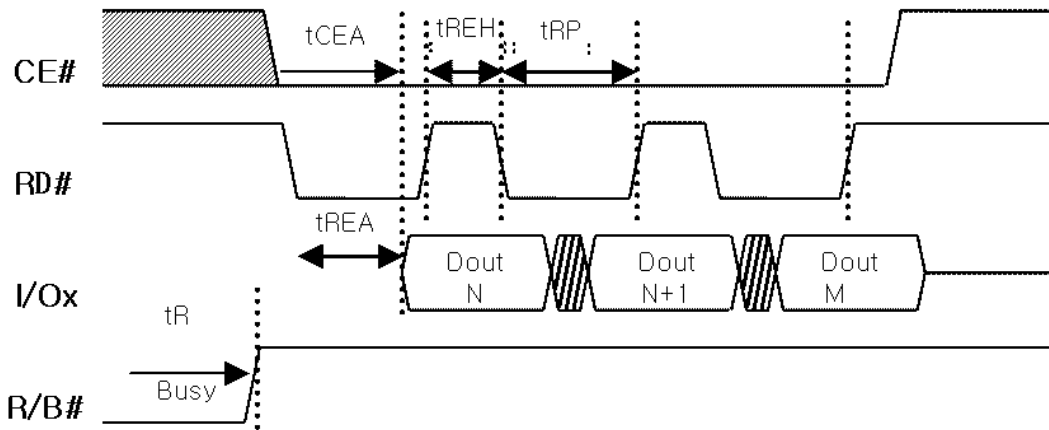 tCEA
tREH
tRP
CE#
RD#
tREA
Dout
N
Dout
N+1
Dout
M
I/Ox
tR
Busy
R/B#